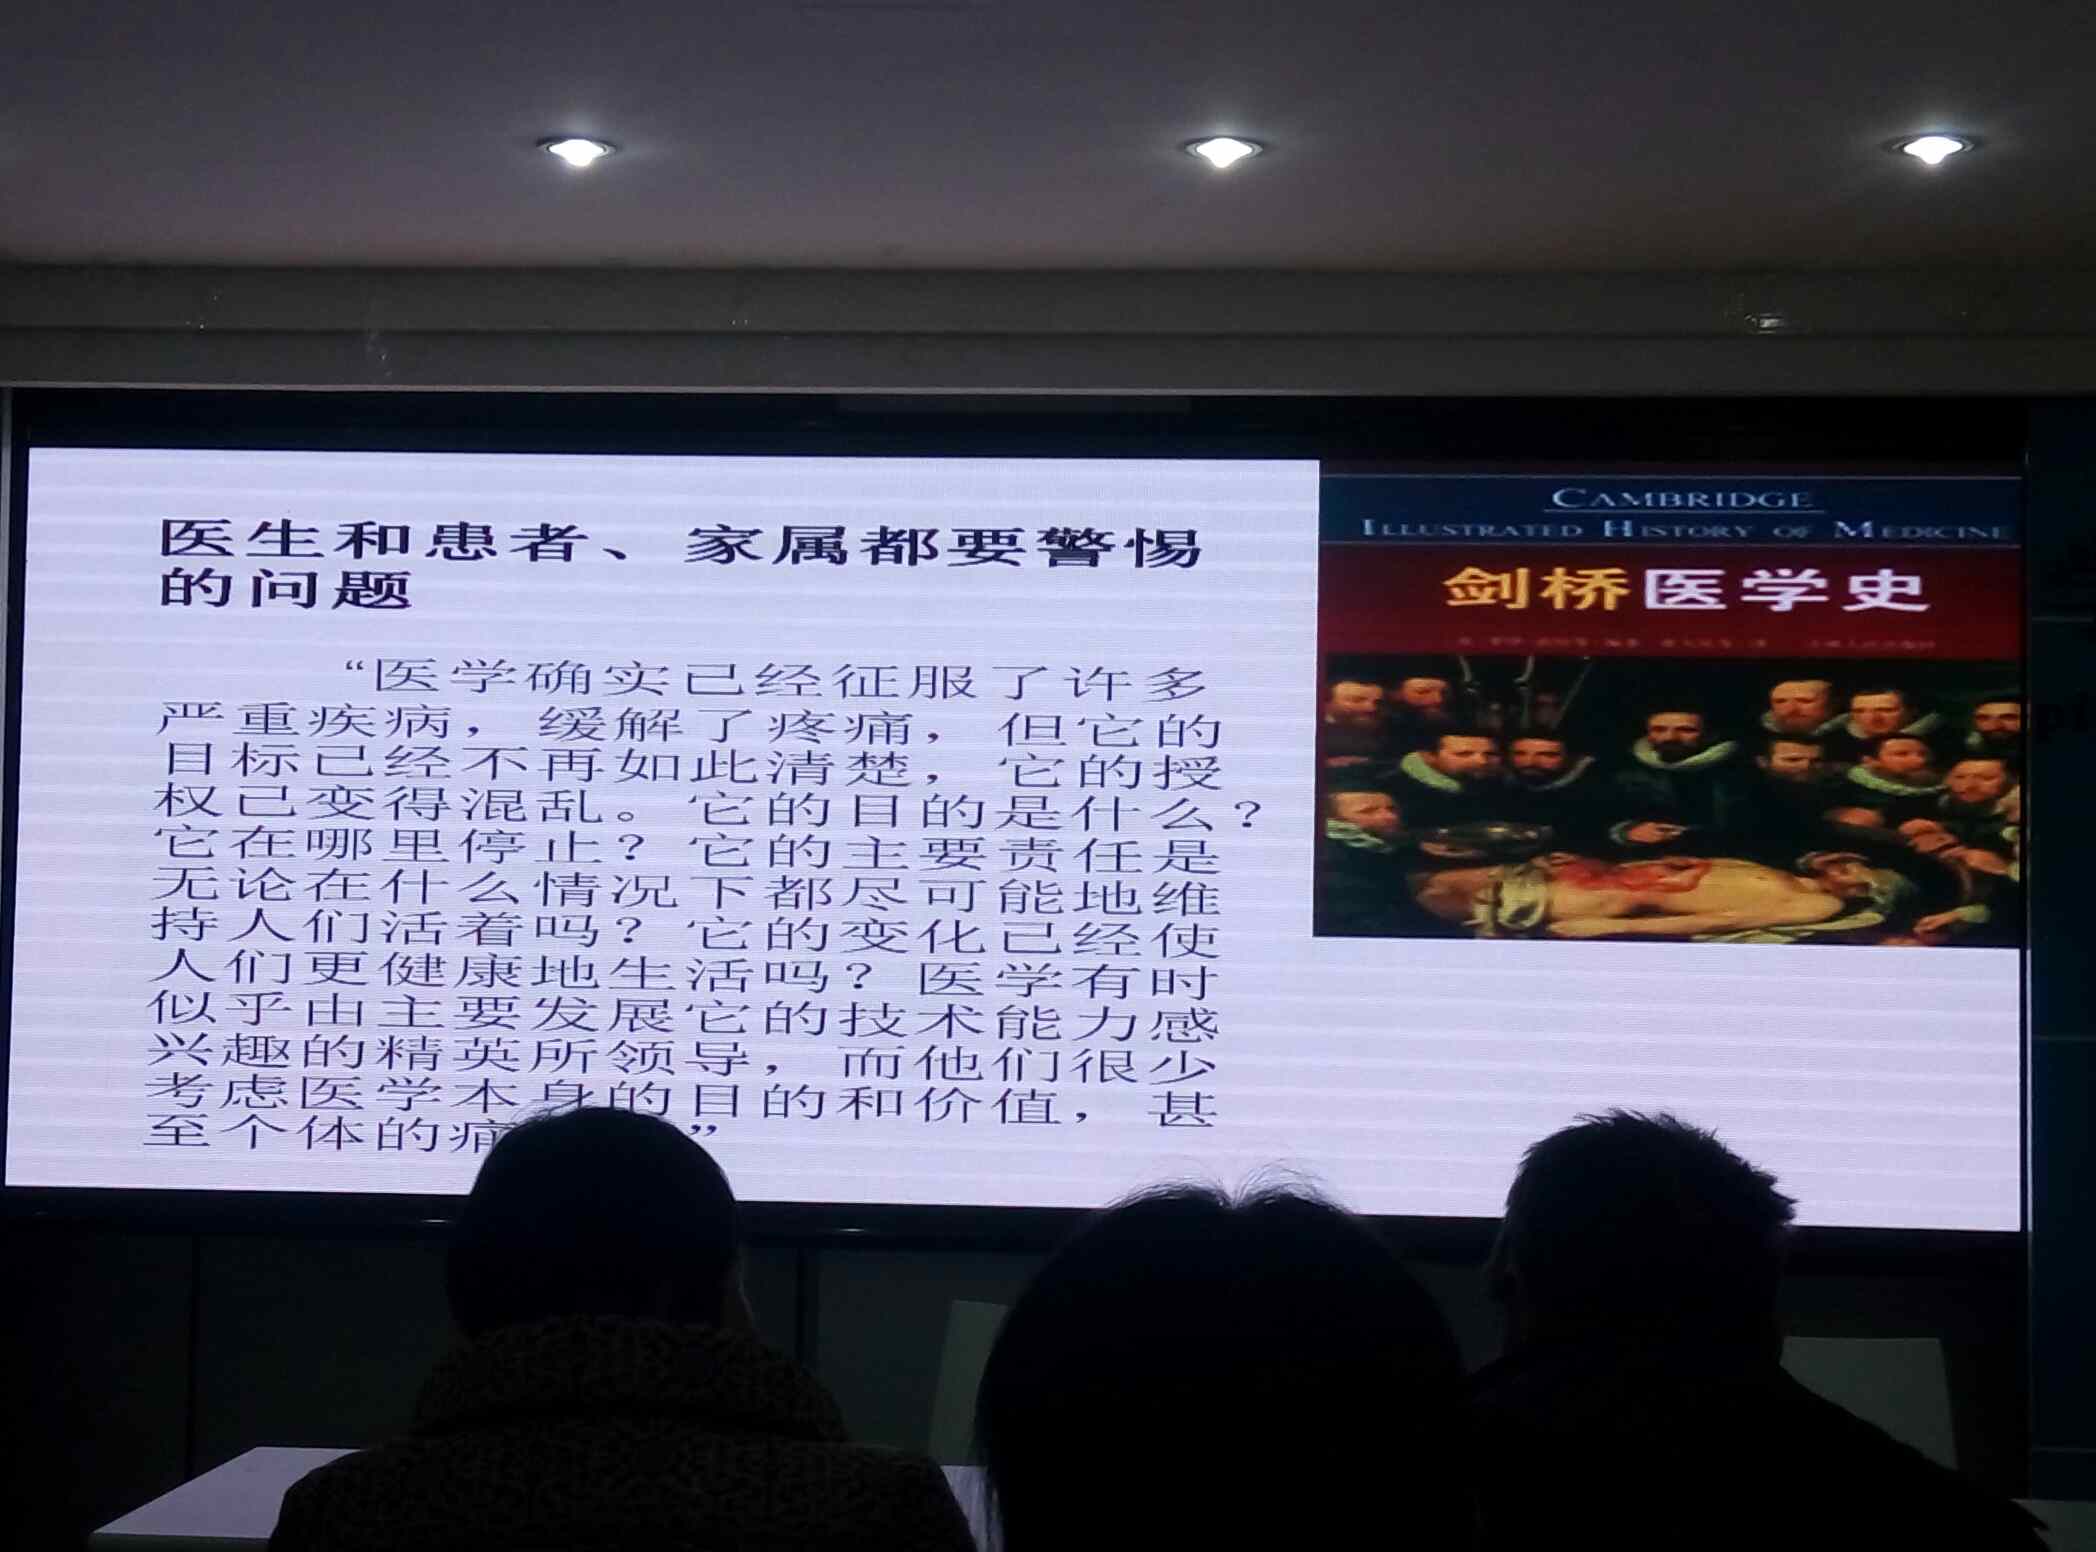 医生和患者、家属都要警惕
的问题
“医学确实已经征服了许多
严重疾病，缓解了疼痛，但它的
目标已经不再如此清楚，它的授
权已变得混乱。它的目的是什么？
它在哪里停止？它的主要责任是
无论在什么情况下都尽可能地维
持人们活着吗？它的变化已经使
人们更健康地生活吗？医学有时
似乎由主要发展它的技术能力感
兴趣的精英所领导，而他们很少
考虑医学本身的目的和价值，甚
至个体的痛”
CAMBRIDGE
ILLUSTRATED HISTORY OF MEDICINE
剑桥医学史